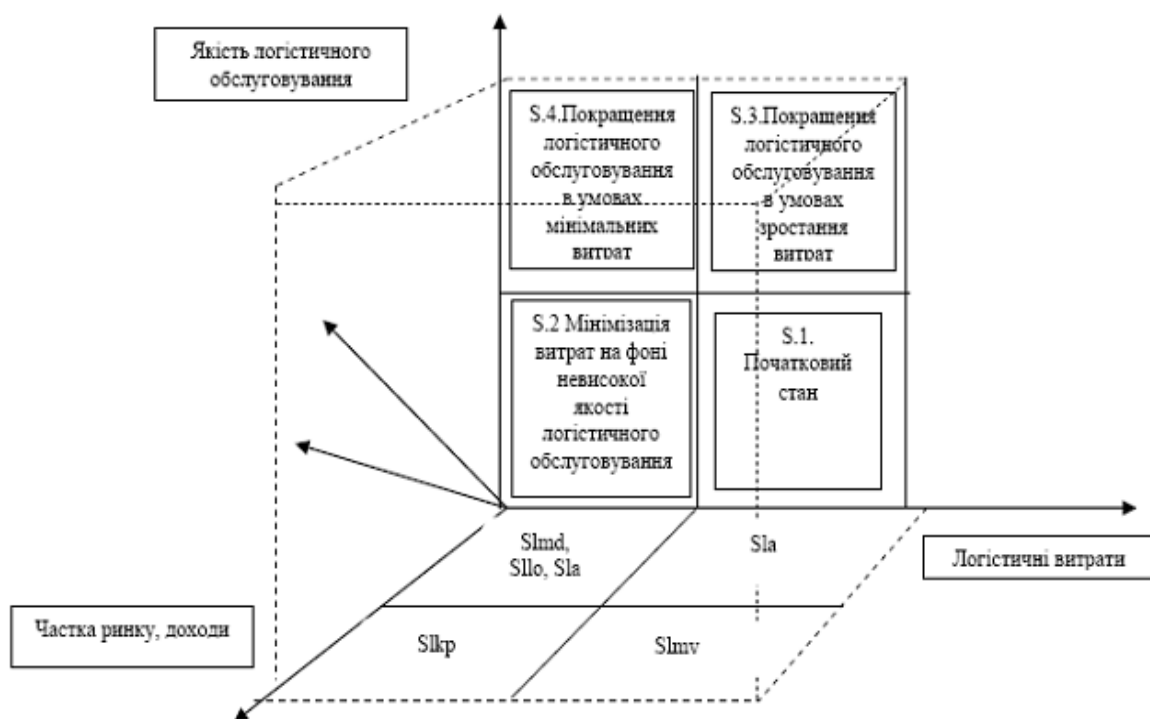 Якість логістичного
обслуговування
S.4.Покращення
логістичного
обслуговування
в умовах
мінімальних
витрат
S.3.Покращення
логістичного
обслуговування
в умовах
зростання
витрат
S.2 Мінімізація
витрат на фоні
невисокої
якості
логістичного
обслуговування
S.1.
Початковий
стан
Slmd,
Sllo, Sla
Sla
Логістичні витрати
Частка ринку, доходи
Slkp
Slmv